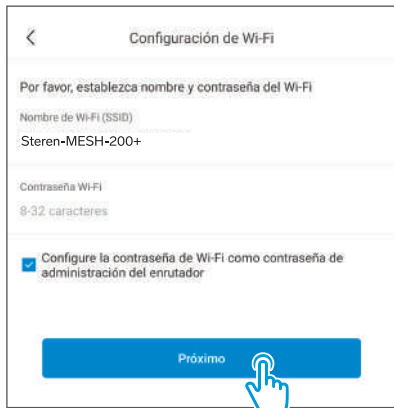 Configuración de Wi-Fi
Por favor, establezca nombre y contraseña del Wi-Fi
Nombre de Wi-Fi (SSID)
Steren-MESH-200+
Contraseña Wi-Fi
8-32 caracteres
Configure la contraseña de Wi-Fi como contraseña de
administración del enrutador
Próximo